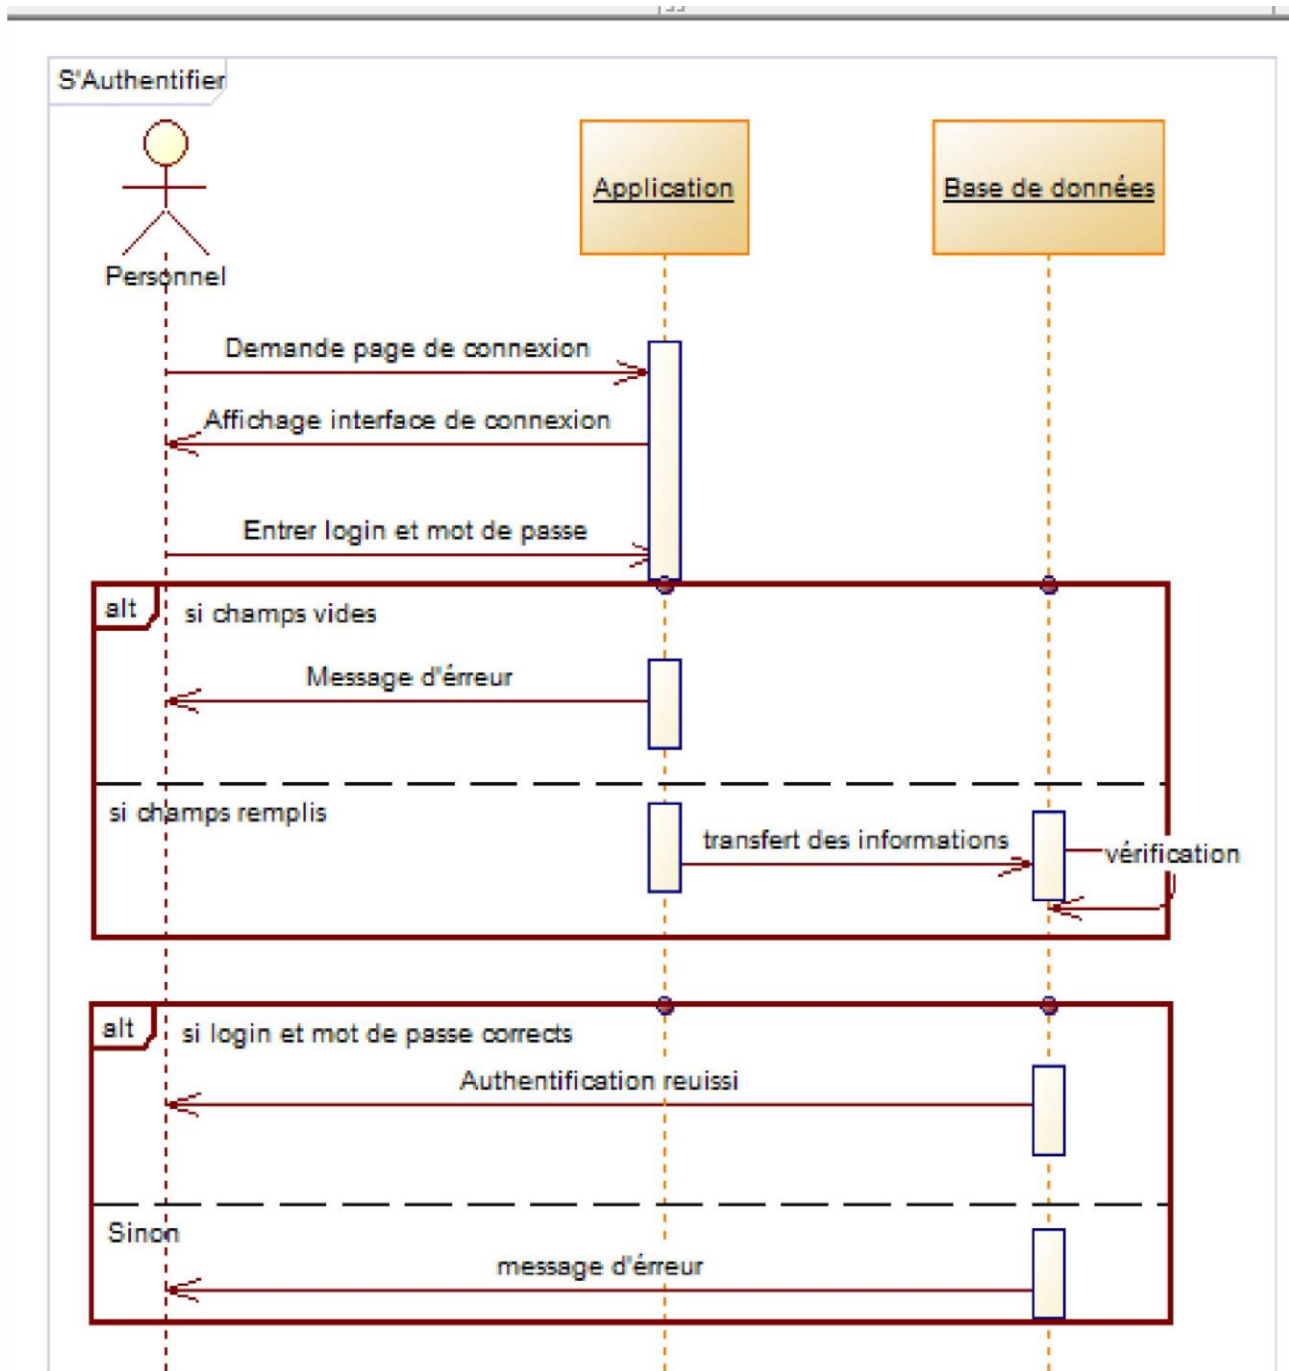 S'Authentifier
Application
Base de données
Personnel
Demande page de connexion
Affichage interface de connexion
Entrer login et mot de passe
alt
si champs vides
Message d'érreur
si champs remplis
transfert des informations
vérification
alt
si login et mot de passe corrects
Authentification reuissi
Sinon
message d'érreur